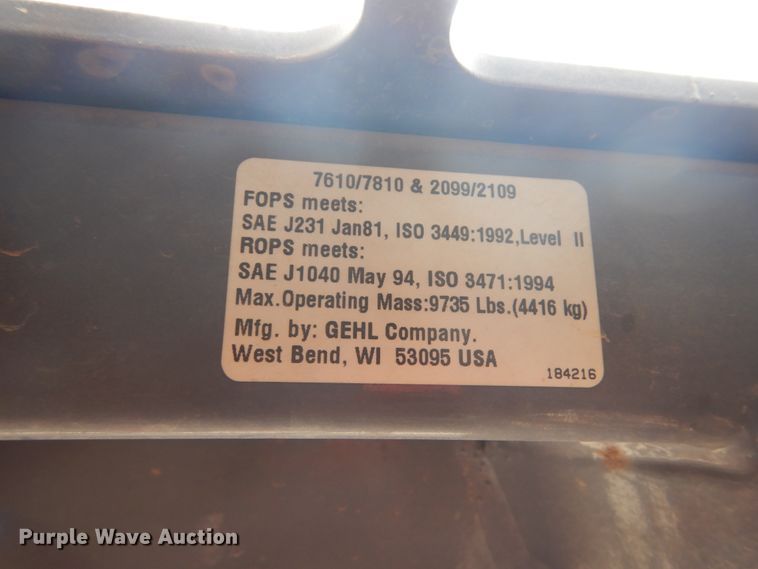 7610/7810 & 2099/2109
FOPS meets:
SAE J231 Jan81, ISO 3449:1992,Level II
ROPS meets:
SAE J1040 May 94, ISO 3471:1994
Max.Operating Mass:9735 Lbs.(4416 kg)
Mfg. by: GEHL Company.
West Bend, WI 53095 USA
184216
Purple Wave Auction